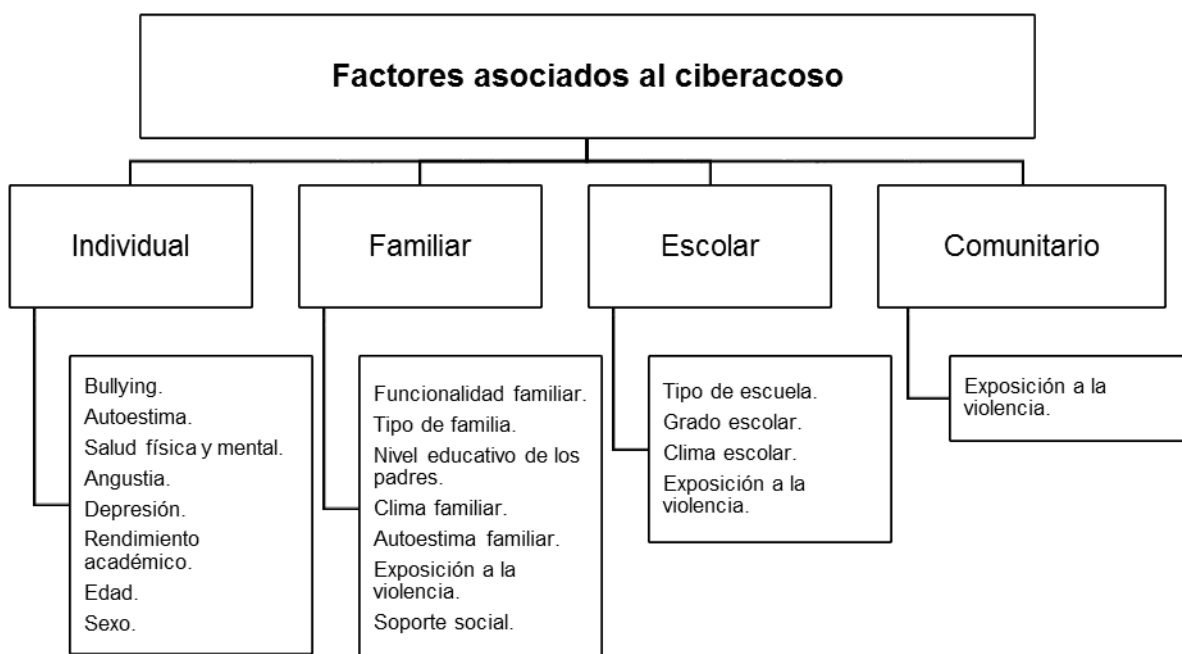 Factores asociados al ciberacoso
Individual
Bullying.
Autoestima.
Salud física y mental.
Angustia.
Depresión.
Rendimiento
académico.
Edad.
Sexo.
Familiar
Funcionalidad familiar.
Tipo de familia.
Nivel educativo de los
padres.
Clima familiar.
Autoestima familiar.
Exposición a la
violencia.
Soporte social.
Escolar
Tipo de escuela.
Grado escolar.
Clima escolar.
Exposición a la
violencia.
Comunitario
Exposición a la
violencia.